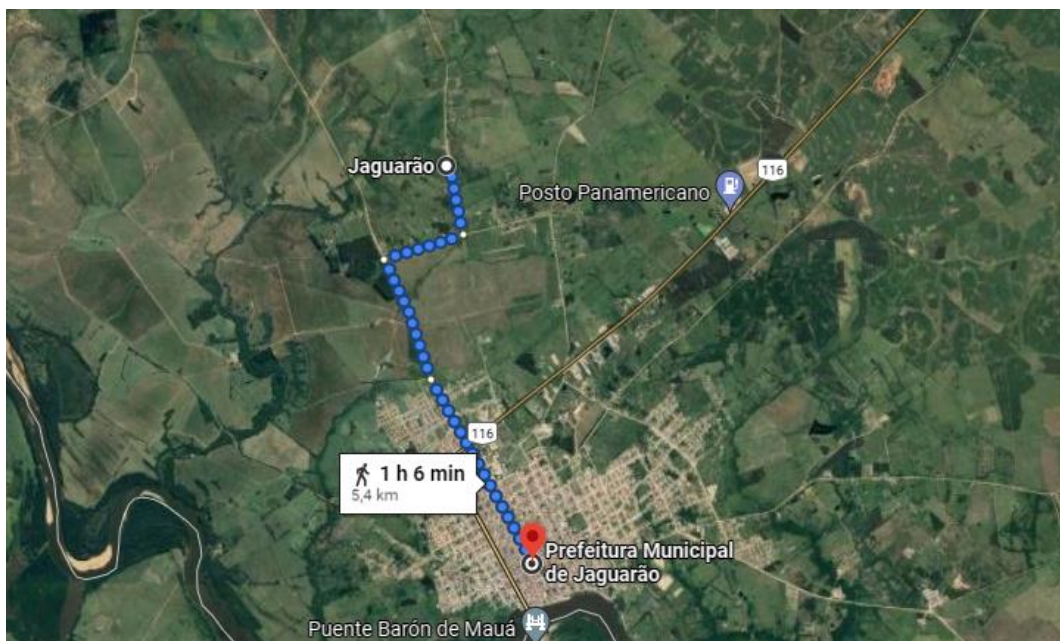 Jaguarão
116
Posto Panamericano
116
1 h 6 min
5,4 km
Prefeitura Municipal
de Jaguarão
Puente Barón de Mauá